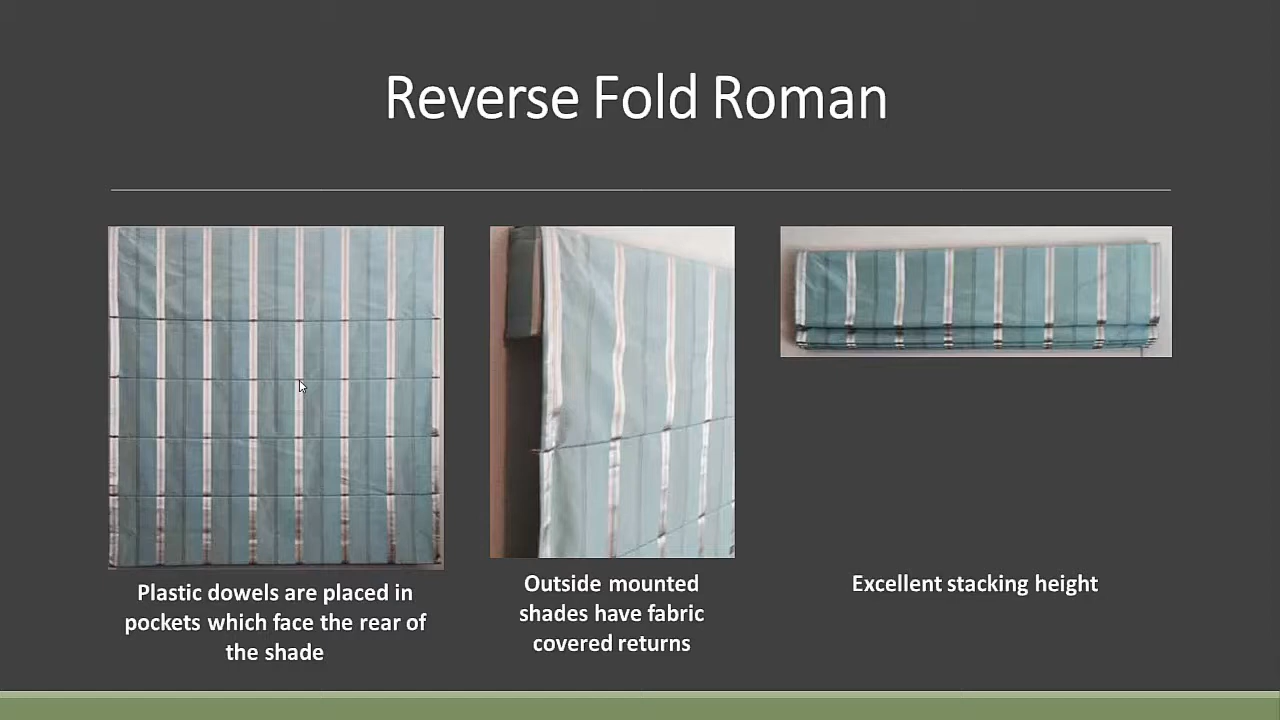 Reverse Fold Roman
Plastic dowels are placed in
pockets which face the rear of
the shade
Outside mounted
shades have fabric
covered returns
Excellent stacking height